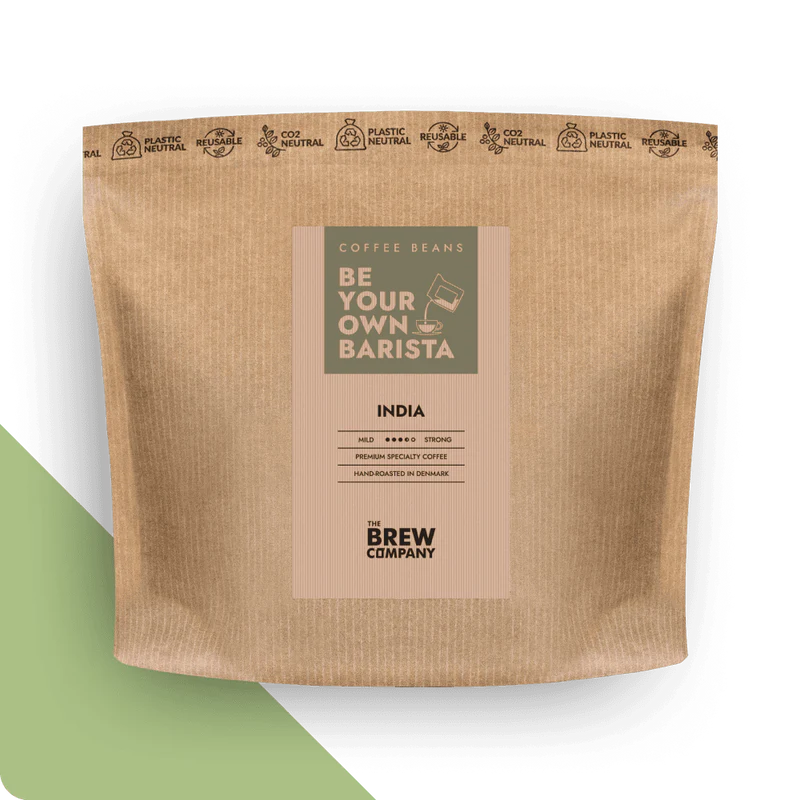 RAL PLASTIC NEUTRAL REUSABLE CO2 NEUTRAL PLASTIC NEUTRAL REUSABLE CO2 NEUTRAL PLASTIC NEUTRAL REUSABLE
COFFEE BEANS
BE
YOUR
OWN
BARISTA
INDIA
MILD STRONG
PREMIUM SPECIALTY COFFEE
HAND-ROASTED IN DENMARK
THE
BREW
COMPANY